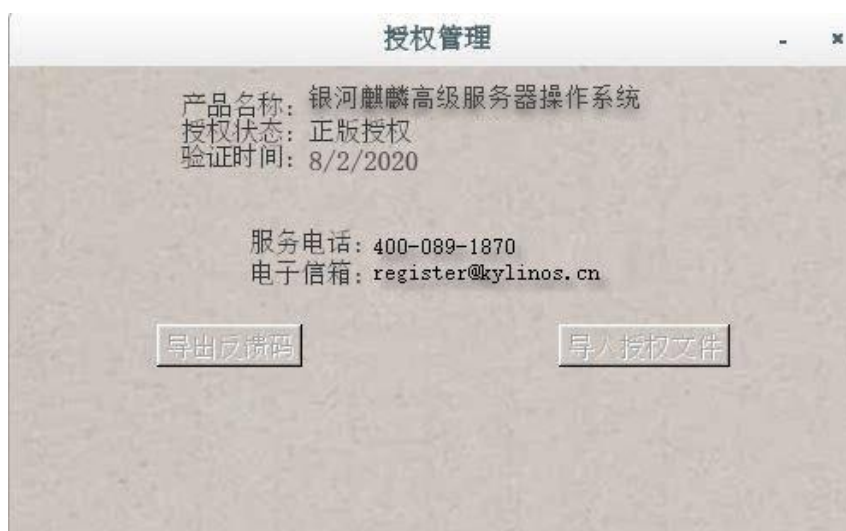 授权管理
产品名称：银河麒麟高级服务器操作系统
授权状态：正版授权
验证时间：8/2/2020
服务电话：400-089-1870
电子信箱：register@kylinos.cn
导出反馈码
导入授权文件